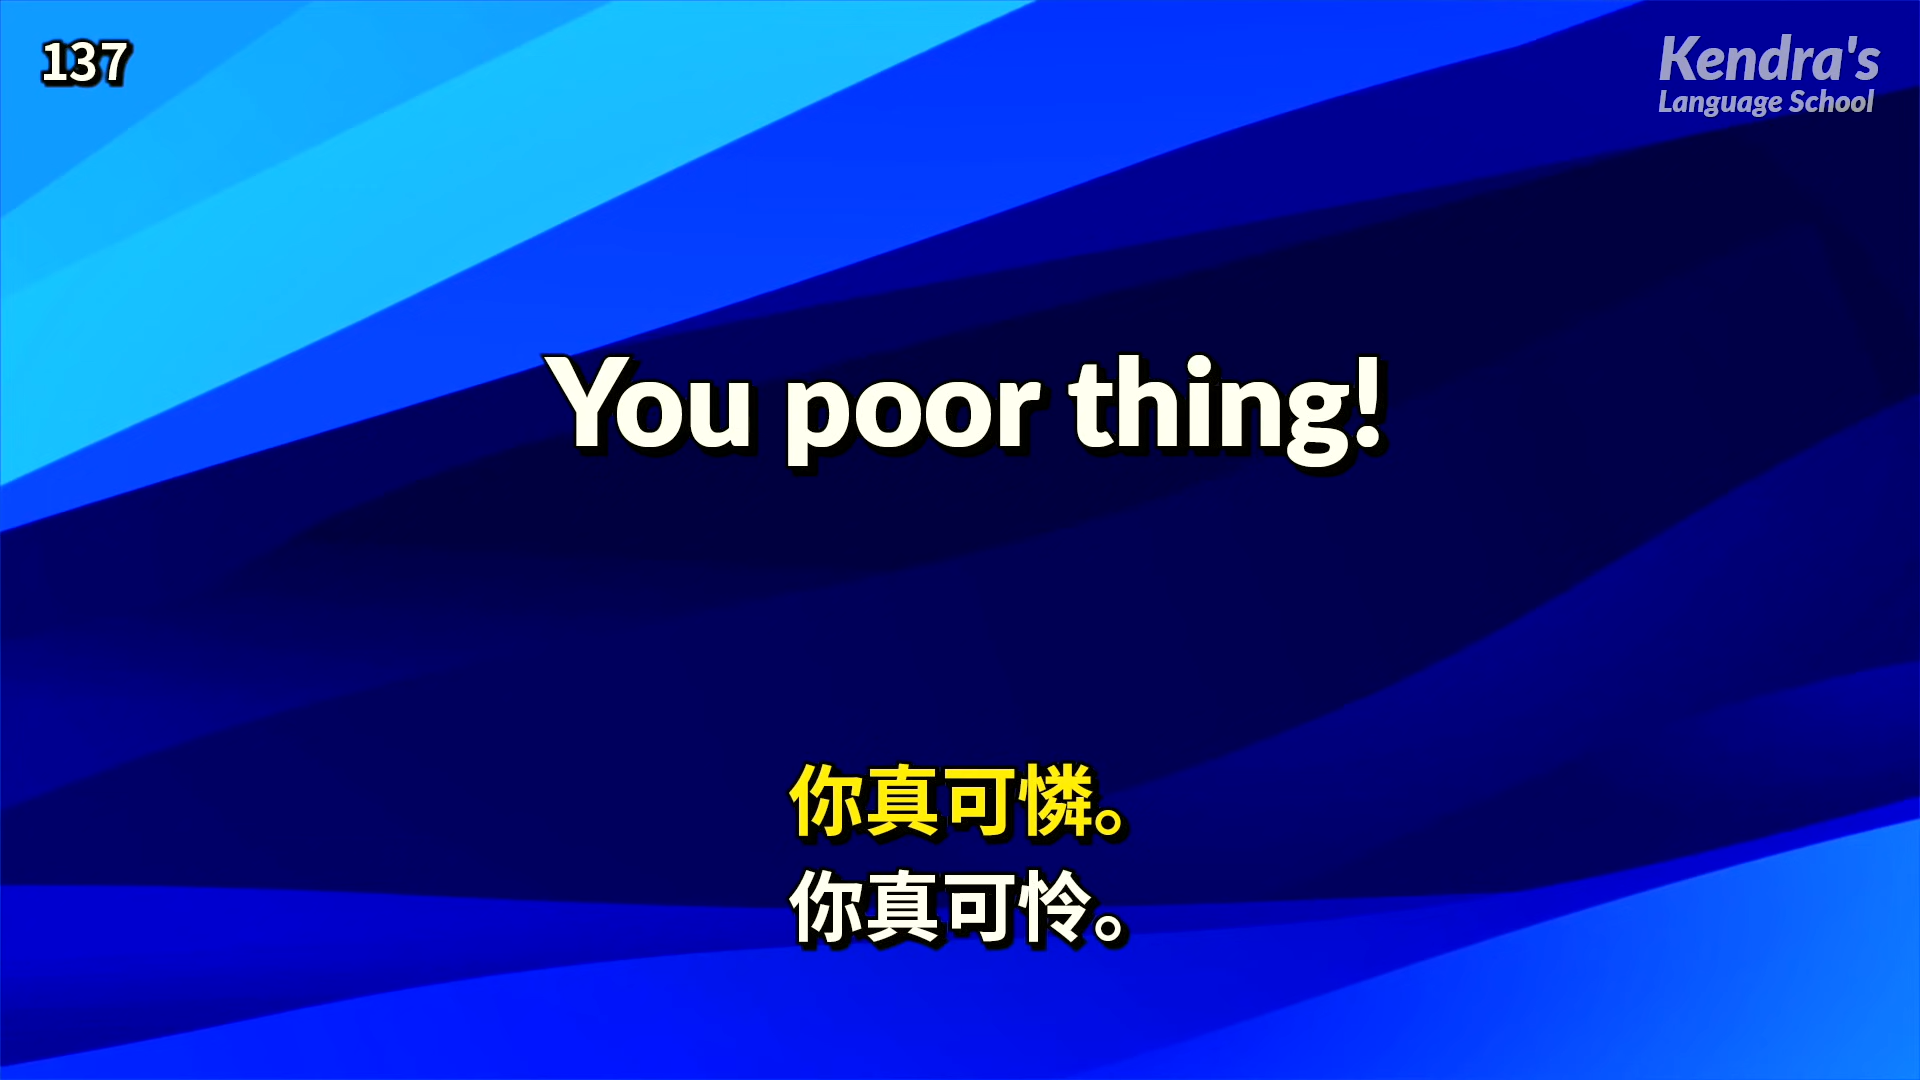 137
Kendra's
Language School
You poor thing!
你真可憐。
你真可怜。